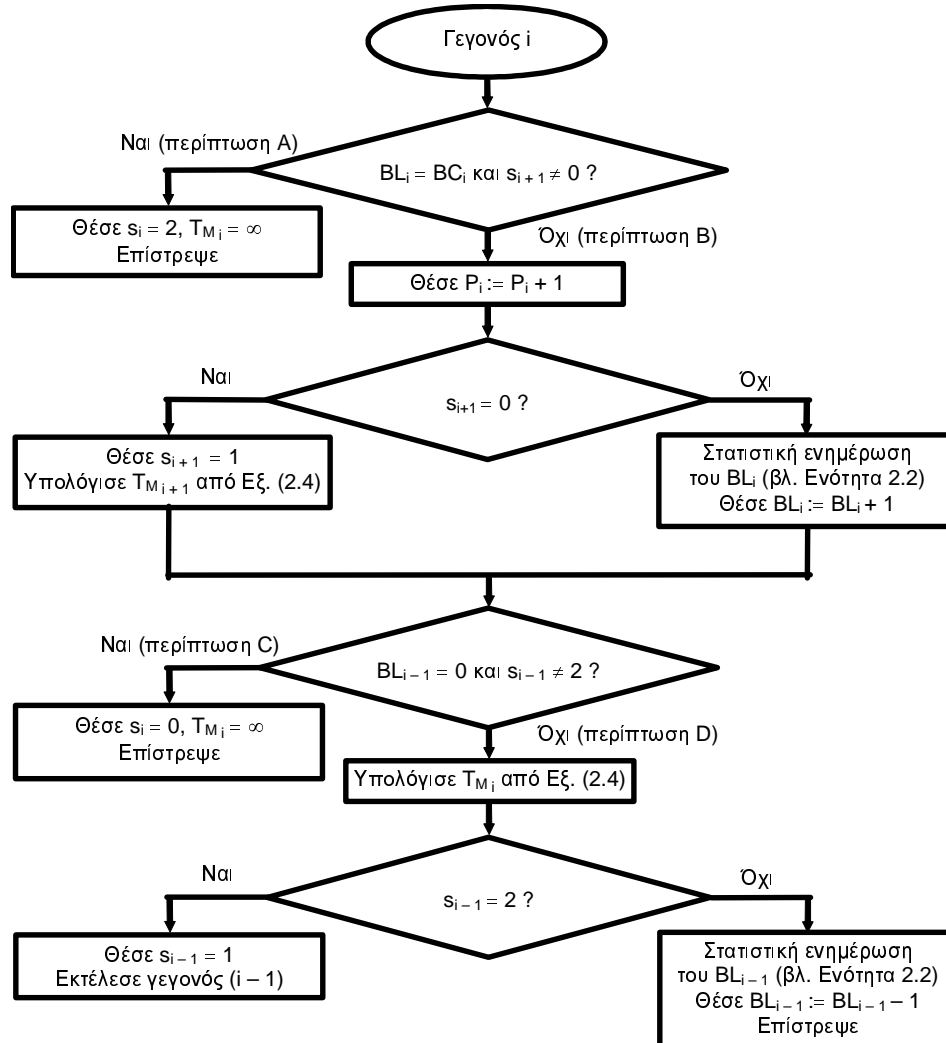 Γεγονός i
Ναι (περίπτωση A)
BLi = BCi και si + 1 ≠ 0 ?
Θέσε si = 2, TMi = ∞
Επίστρεψε
Όχι (περίπτωση B)
Θέσε Pi := Pi + 1
Ναι
si+1 = 0 ?
Όχι
Θέσε si + 1 = 1
Υπολόγισε TMi + 1 από Εξ. (2.4)
Στατιστική ενημέρωση
του BLi (βλ. Ενότητα 2.2)
Θέσε BLi := BLi + 1
Ναι (περίπτωση C)
BLi – 1 = 0 και si – 1 ≠ 2 ?
Θέσε si = 0, TMi = ∞
Επίστρεψε
Όχι (περίπτωση D)
Υπολόγισε TMi από Εξ. (2.4)
Ναι
si – 1 = 2 ?
Όχι
Θέσε si – 1 = 1
Εκτέλεσε γεγονός (i – 1)
Στατιστική ενημέρωση
του BLi – 1 (βλ. Ενότητα 2.2)
Θέσε BLi – 1 := BLi – 1 – 1
Επίστρεψε